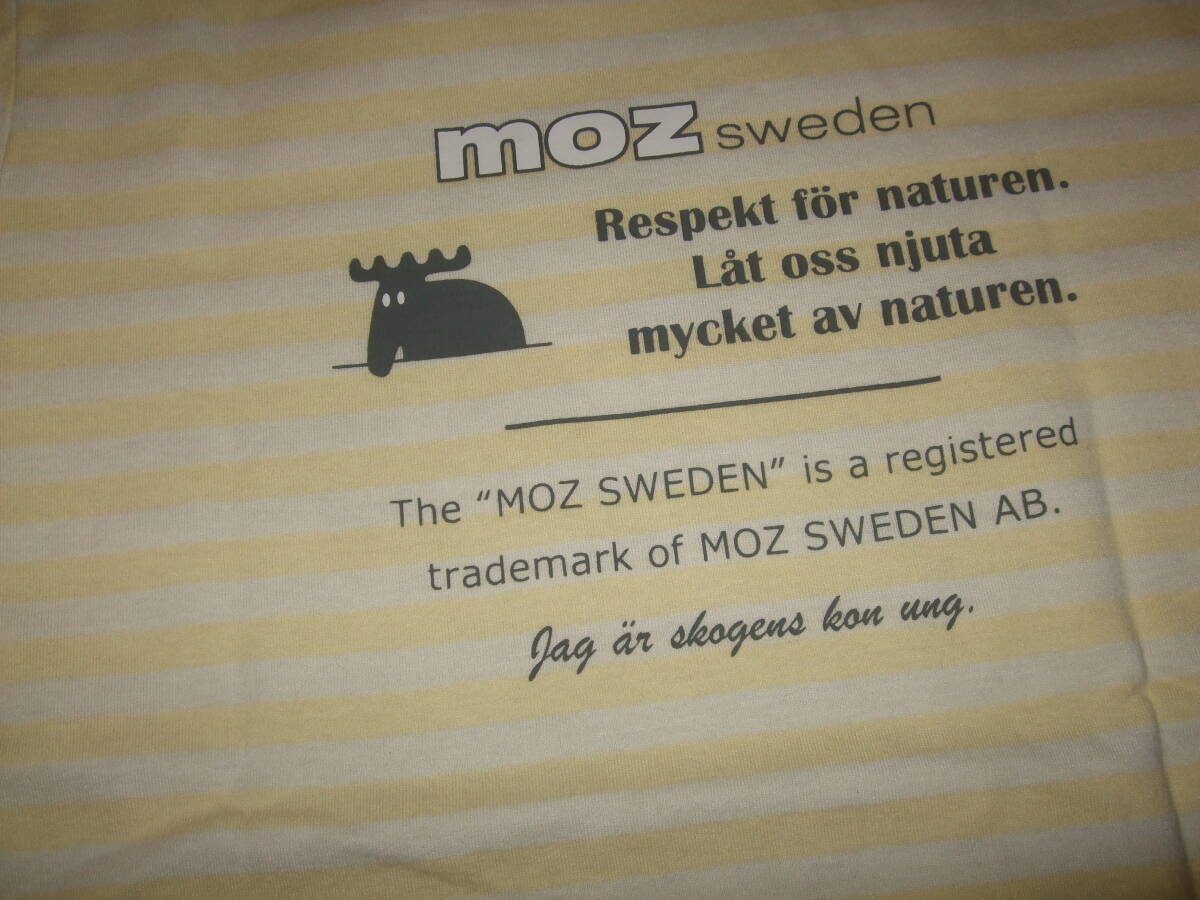 moz sweden
Respekt för naturen.
Låt oss njuta
mycket av naturen.
The “MOZ SWEDEN” is a registered
trademark of MOZ SWEDEN AB.
Jag är skogens kon ung.